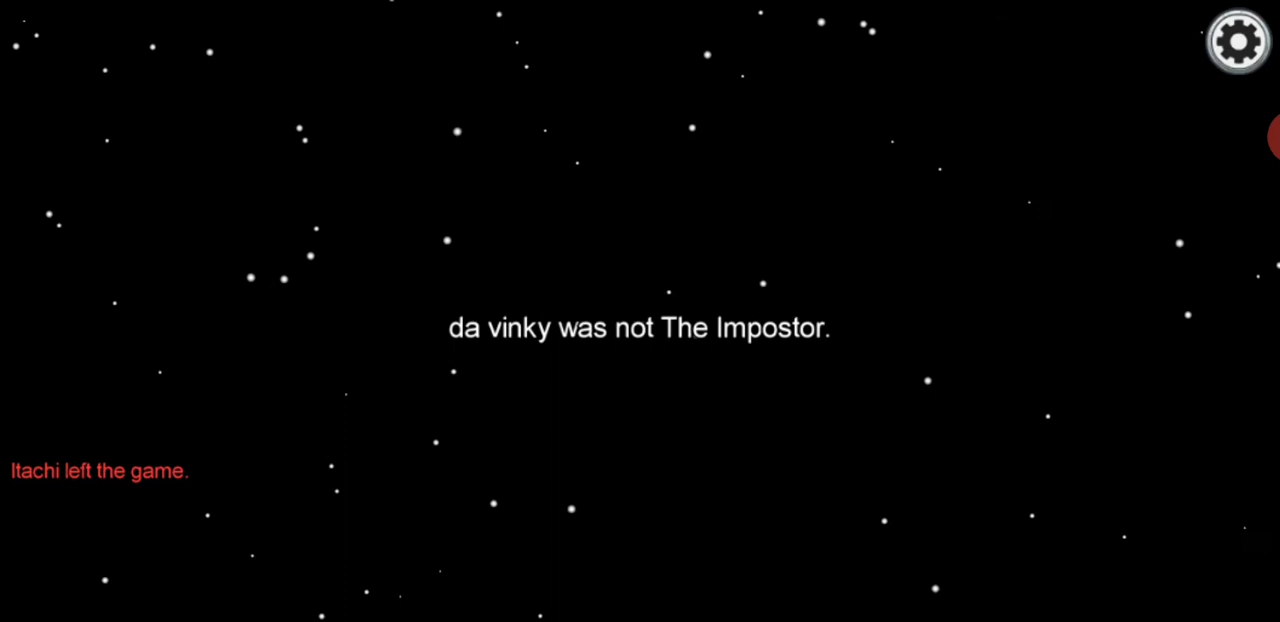 da vinky was not The Impostor.
Itachi left the game.